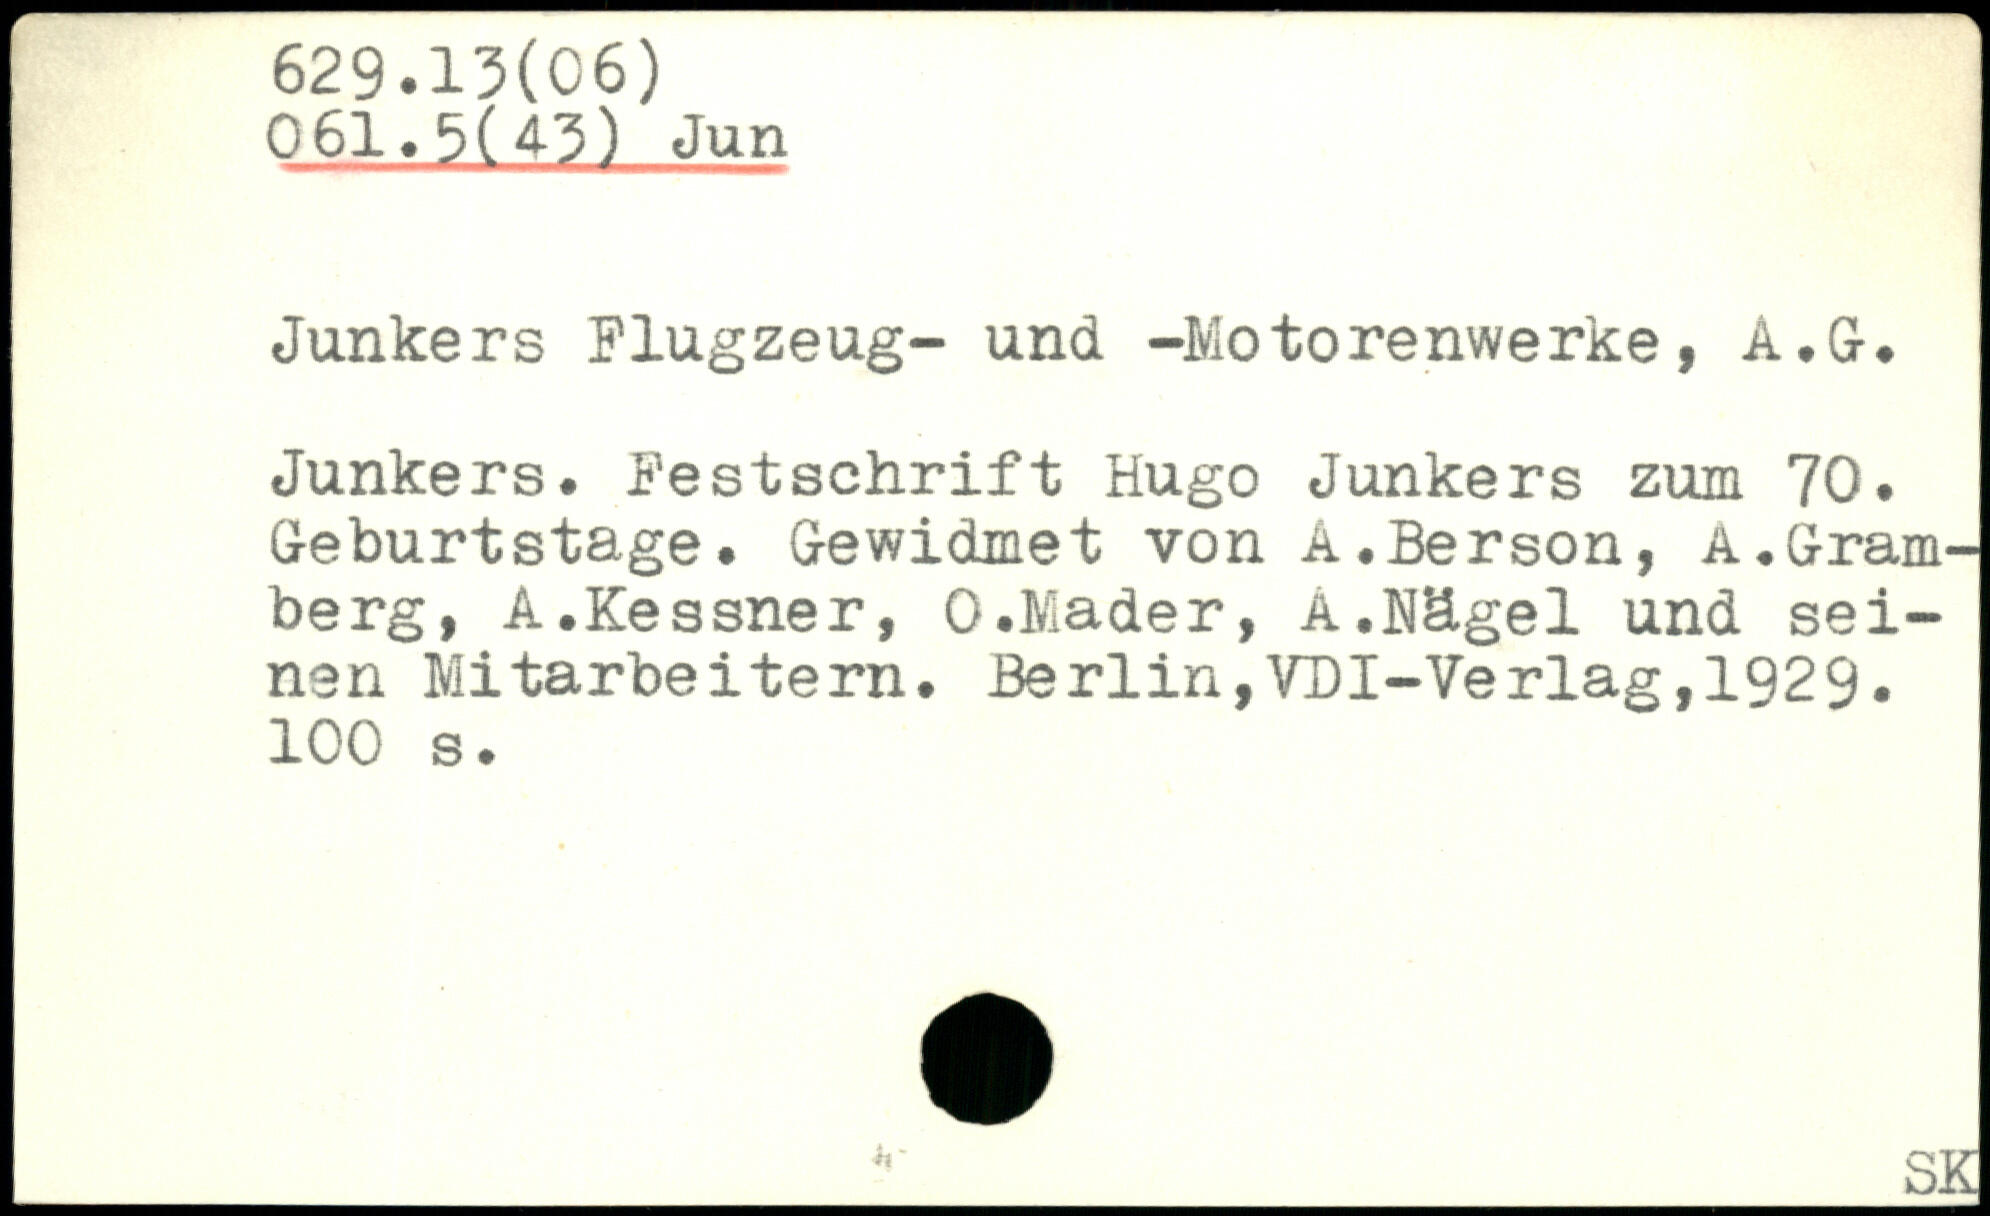 629.13(06)
061.5(43) Jun
Junkers Flugzeug- und -Motorenwerke, A.G.
Junkers. Festschrift Hugo Junkers zum 70.
Geburtstage. Gewidmet von A.Berson, A.Gram-
berg, A.Kessner, O.Mader, A.Nägel und sei-
nen Mitarbeitern. Berlin,VDI-Verlag,1929.
100 s.
SK